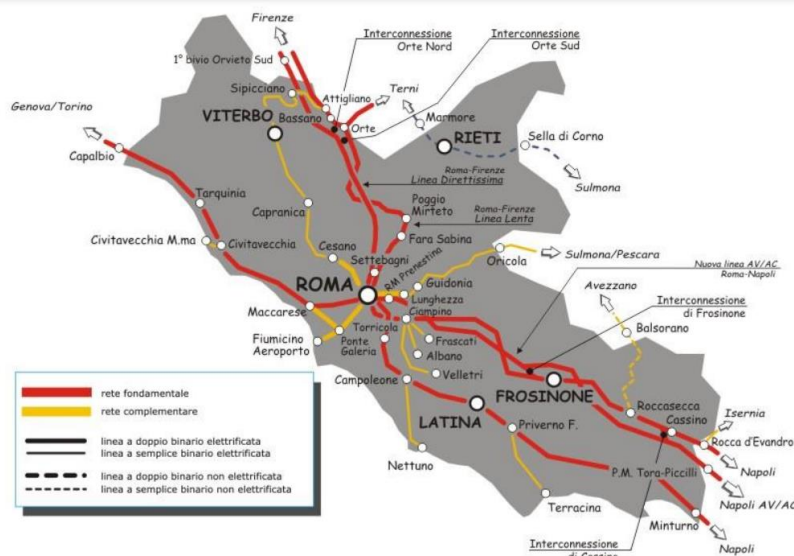 Firenze
Interconnessione
Orte Nord
Interconnessione
Orte Sud
1° bivio Orvieto Sud
Sipicciano
Attigliano
Terni
Genova/Torino
VITERBO
Bassano
Orte
Marmore
RIETI
Sella di Corno
Capalbio
Sulmona
Roma-Firenze
Linea Direttissima
Tarquinia
Capranica
Poggio
Mirteto
Roma-Firenze
Linea Lenta
Civitavecchia M.ma
Civitavecchia
Fara Sabina
Cesano
Settebagni
Oricola
Sulmona/Pescara
RM Prenestina
Guidonia
Nuova linea AV/AC
Roma-Napoli
ROMA
Lunghezza
Avezzano
Maccarese
Ciampino
Interconnessione
di Frosinone
Torricola
Fiumicino
Aeroporto
Ponte
Galeria
Frascati
Balsorano
Albano
Campoleone
Velletri
FROSINONE
rete fondamentale
rete complementare
LATINA
Roccasecca
Cassino
Isernia
Priverno F.
Rocca d'Evandro
linea a doppio binario elettrificata
linea a semplice binario elettrificata
Nettuno
P.M. Tora-Piccilli
Napoli
linea a doppio binario non elettrificata
linea a semplice binario non elettrificata
Terracina
Napoli AV/AC
Minturno
Interconnessione
di Cassino
Napoli